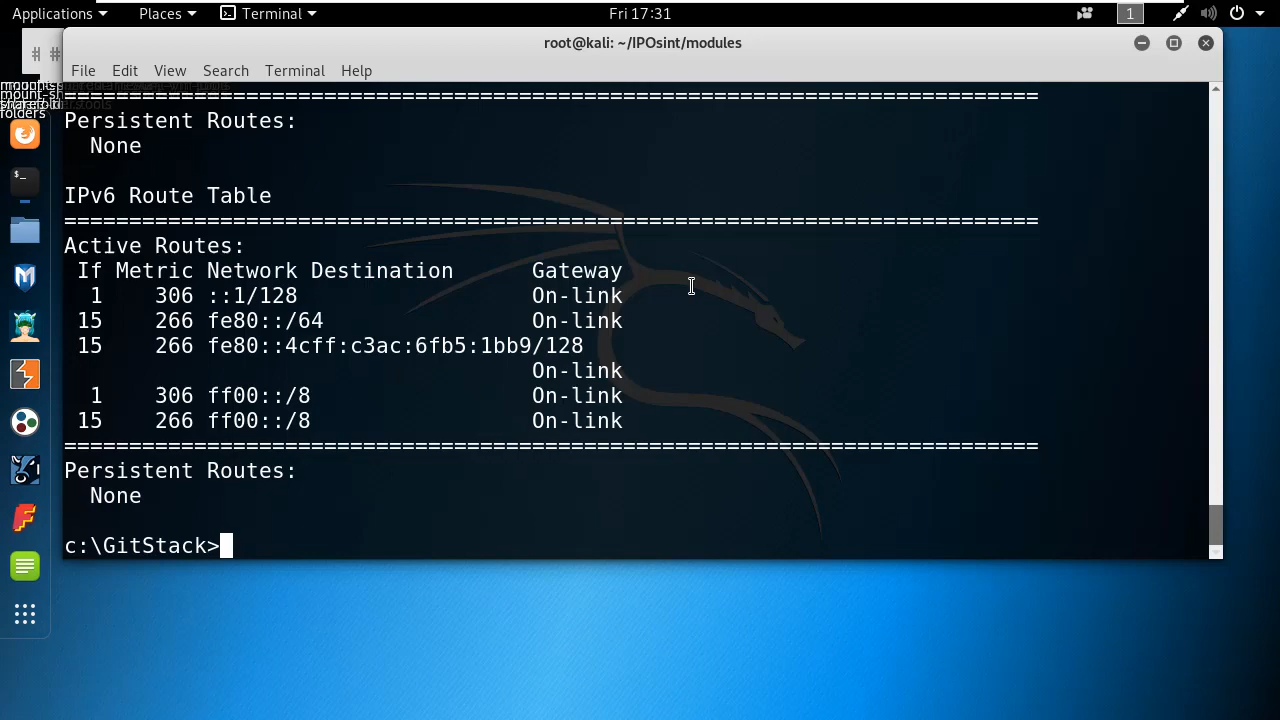 Applications Places Terminal Fri 17:31 1
root@kali: ~/IPOsint/modules
File Edit View Search Terminal Help
================================================================================
Persistent Routes:
  None
IPv6 Route Table
===========================================================================
Active Routes:
 If Metric Network Destination      Gateway
  1    306 ::1/128                  On-link
 15    266 fe80::/64                On-link
 15    266 fe80::4cff:c3ac:6fb5:1bb9/128
                                    On-link
  1    306 ff00::/8                 On-link
 15    266 ff00::/8                 On-link
===========================================================================
Persistent Routes:
  None
c:\GitStack>
folders